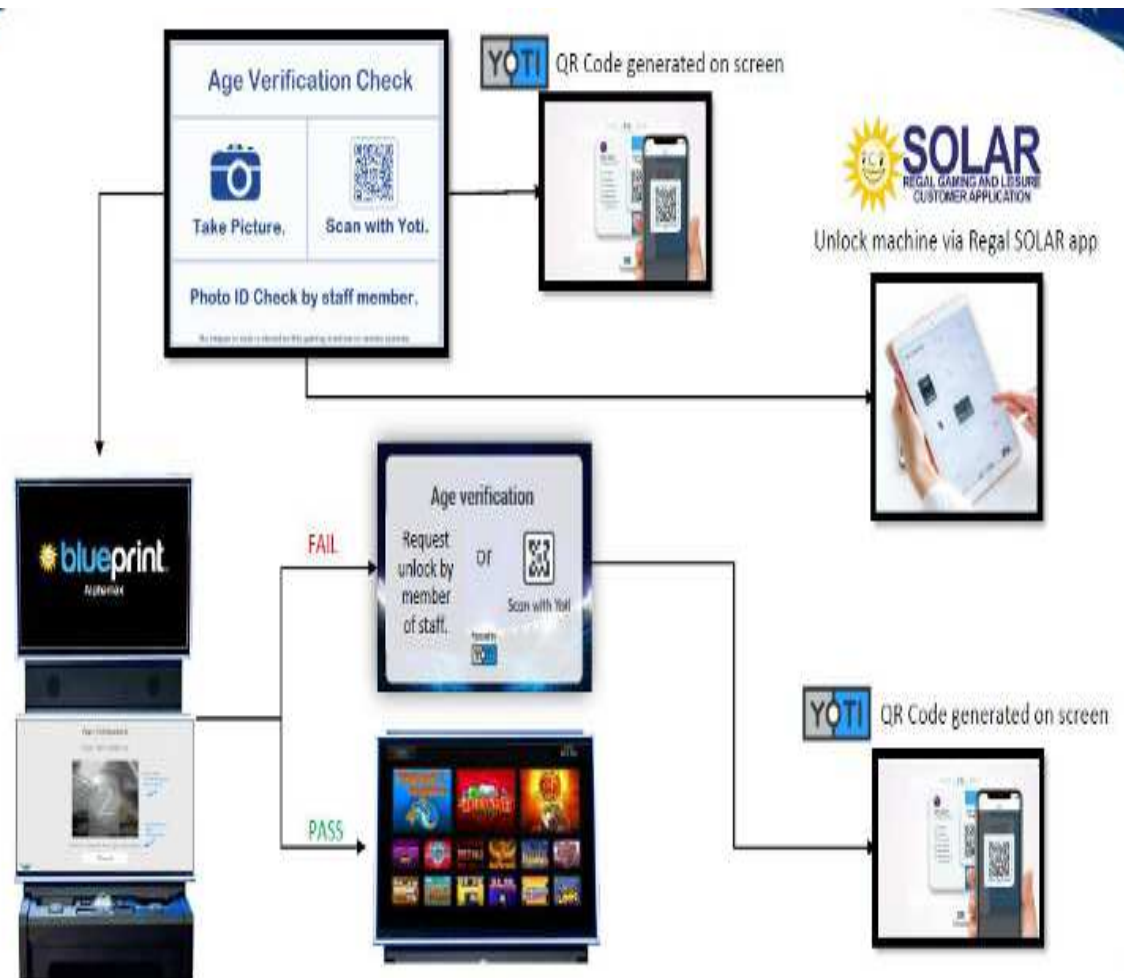 Age Verification Check
Take Picture.
Scan with Yoti.
Photo ID Check by staff member.
YOTI
QR Code generated on screen
SOLAR
REGAL GAMING AND LEISURE
CUSTOMER APPLICATION
Unlock machine via Regal SOLAR app
blueprint
FAIL
Age verification
Request
unlock by
member
of staff.
or
Scan with Yoti
YOTI
PASS
2
YOTI
QR Code generated on screen